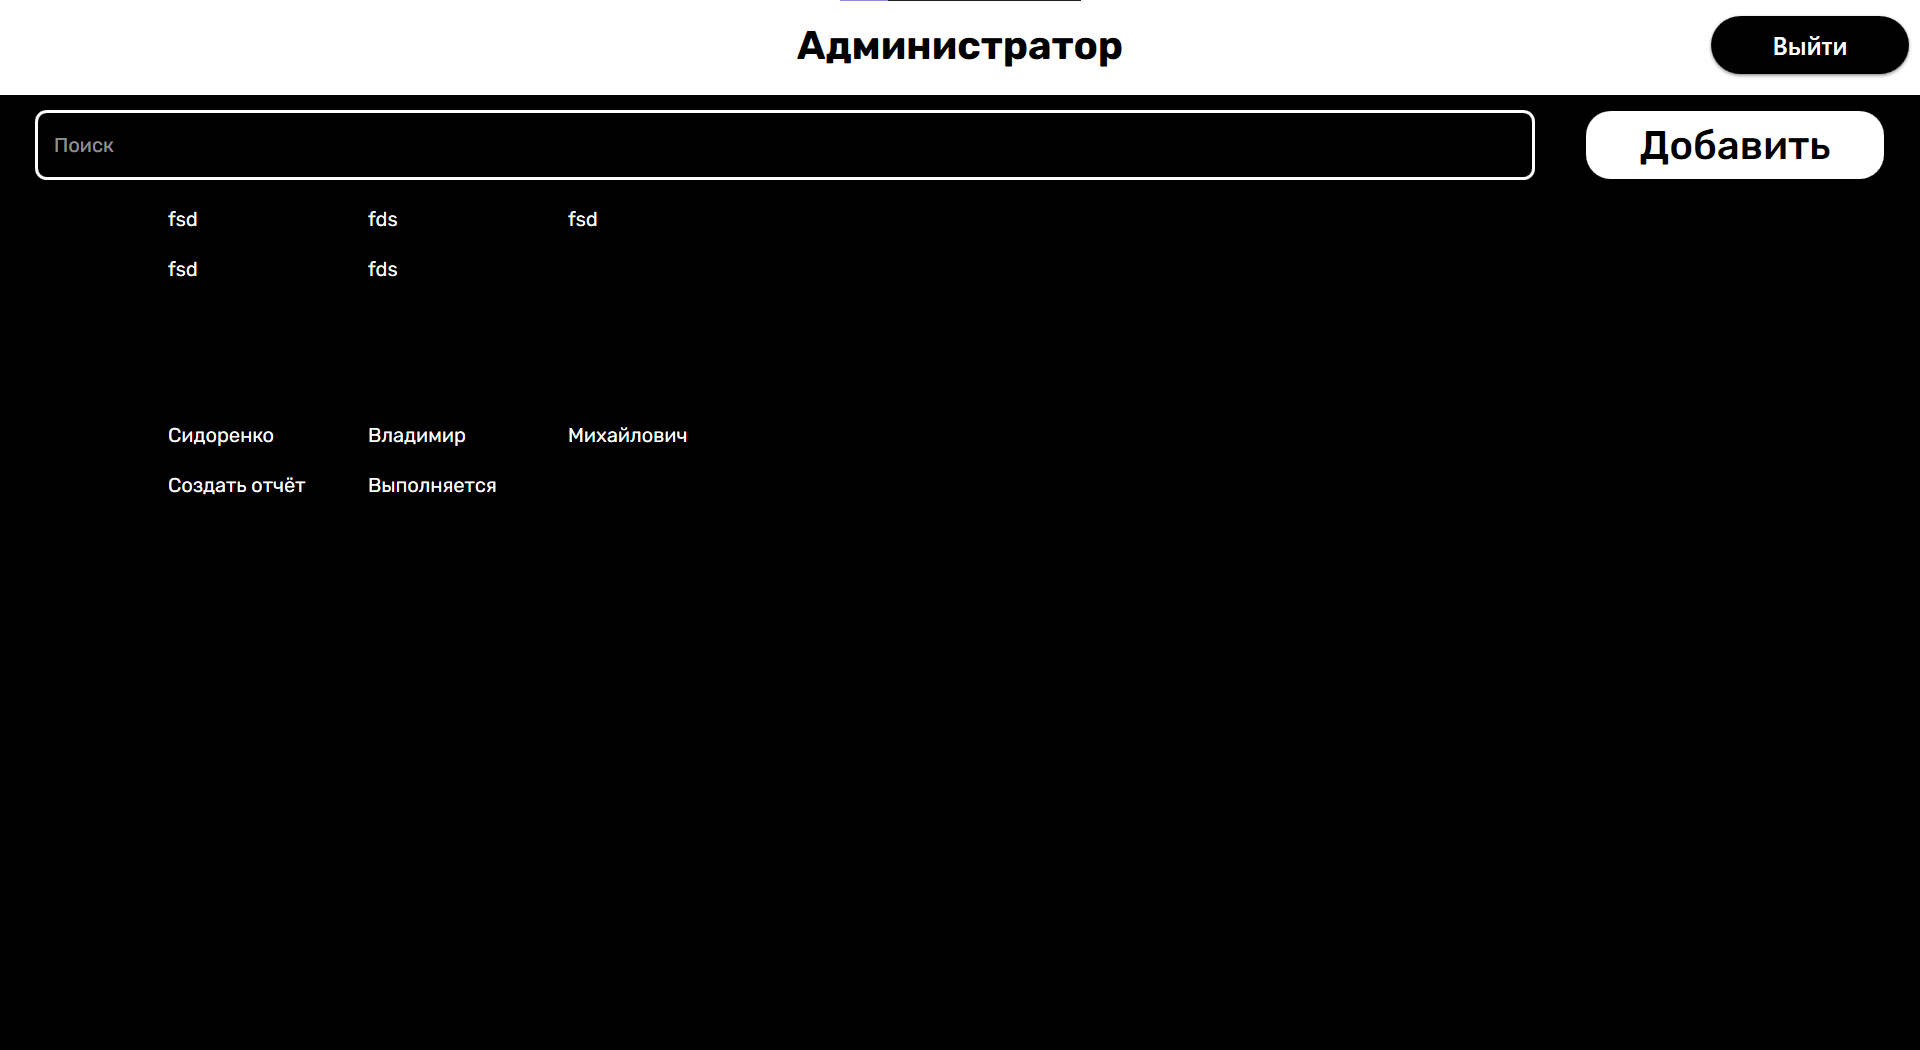 Администратор
Выйти
Поиск
Добавить
fsd fds fsd
fsd fds
Сидоренко Владимир Михайлович
Создать отчёт Выполняется